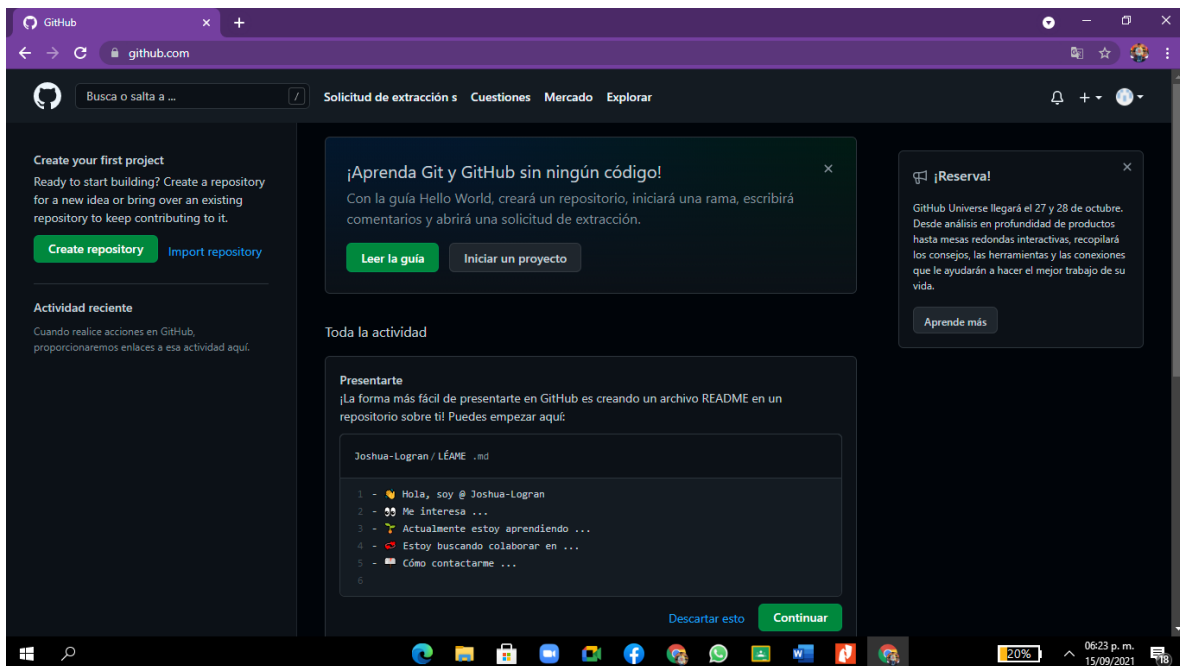 GitHub
github.com
Busca o salta a ... /
Solicitud de extracción s Cuestiones Mercado Explorar
Create your first project
Ready to start building? Create a repository
for a new idea or bring over an existing
repository to keep contributing to it.
Create repository Import repository
Actividad reciente
Cuando realice acciones en GitHub,
proporcionaremos enlaces a esa actividad aquí.
¡Aprenda Git y GitHub sin ningún código!
Con la guía Hello World, creará un repositorio, iniciará una rama, escribirá
comentarios y abrirá una solicitud de extracción.
Leer la guía Iniciar un proyecto
Toda la actividad
Presentarte
¡La forma más fácil de presentarte en GitHub es creando un archivo README en un
repositorio sobre ti! Puedes empezar aquí:
Joshua-Logran / LÉAME .md
1 - 👋 Hola, soy @ Joshua-Logran
2 - 👀 Me interesa ...
3 - 🌱 Actualmente estoy aprendiendo ...
4 - 💞️ Estoy buscando colaborar en ...
5 - 📫 Cómo contactarme ...
6
Descartar esto Continuar
¡Reserva!
GitHub Universe llegará el 27 y 28 de octubre.
Desde análisis en profundidad de productos
hasta mesas redondas interactivas, recopilará
los consejos, las herramientas y las conexiones
que le ayudarán a hacer el mejor trabajo de su
vida.
Aprende más
20%
06:23 p. m.
15/09/2021
18